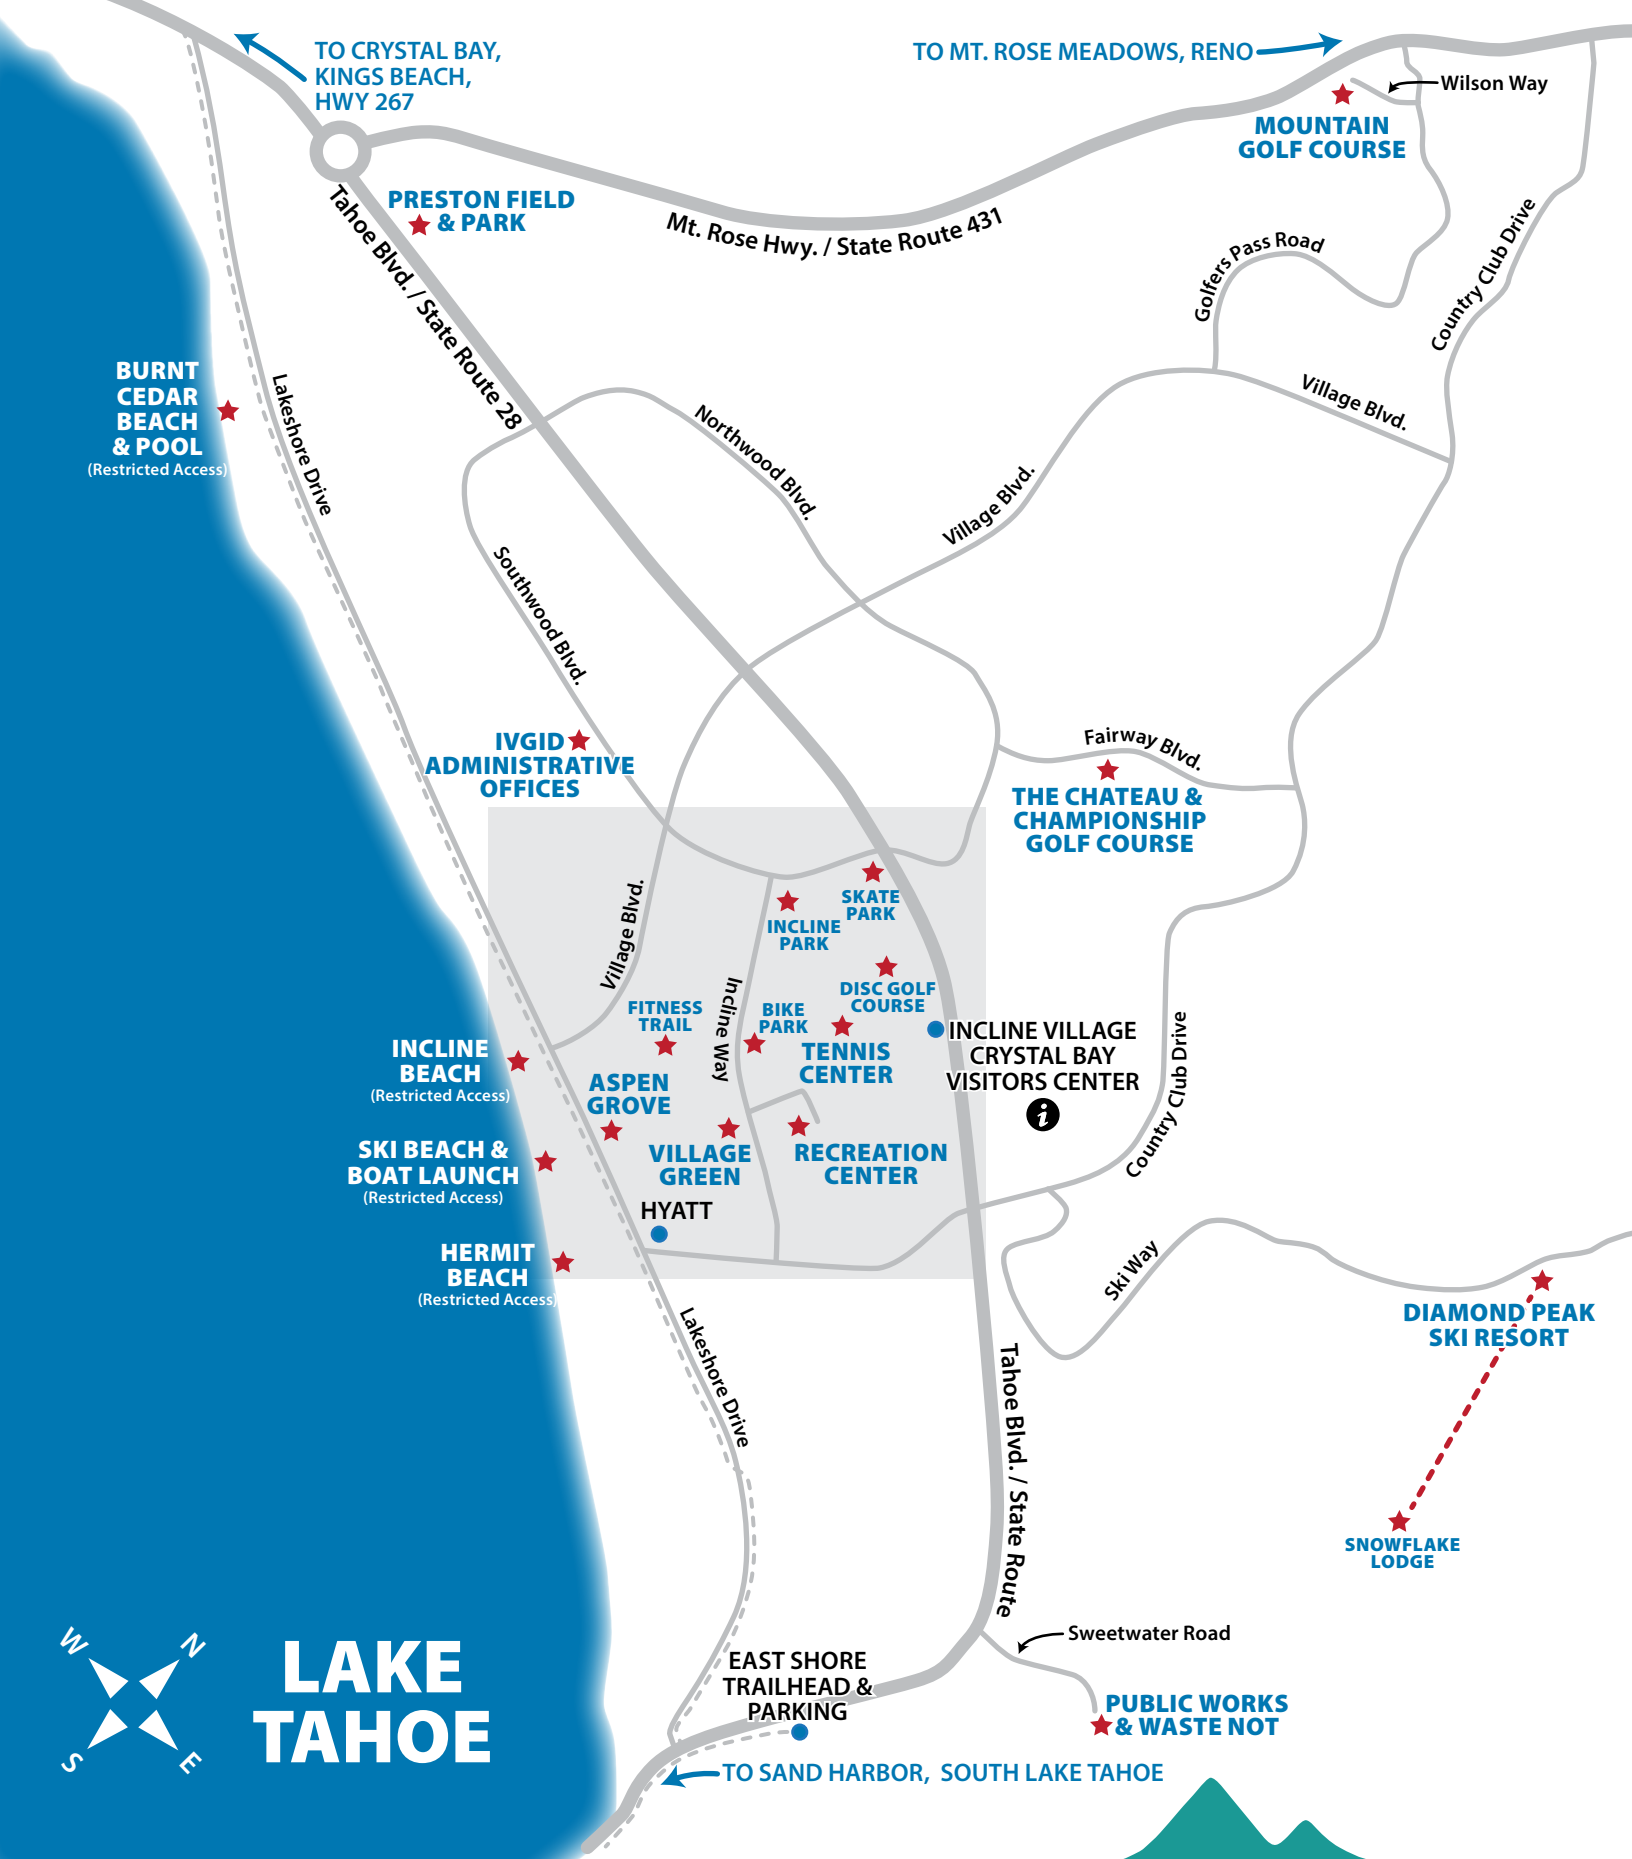 TO CRYSTAL BAY,
KINGS BEACH,
HWY 267
TO MT. ROSE MEADOWS, RENO
Wilson Way
MOUNTAIN
GOLF COURSE
PRESTON FIELD
& PARK
Tahoe Blvd. / State Route 28
Mt. Rose Hwy. / State Route 431
Golfers Pass Road
Country Club Drive
BURNT
CEDAR
BEACH
& POOL
(Restricted Access)
Lakeshore Drive
Northwood Blvd.
Village Blvd.
Village Blvd.
Southwood Blvd.
IVGID
ADMINISTRATIVE
OFFICES
Fairway Blvd.
THE CHATEAU &
CHAMPIONSHIP
GOLF COURSE
Village Blvd.
SKATE
PARK
INCLINE
PARK
DISC GOLF
COURSE
FITNESS
TRAIL
Incline Way
BIKE
PARK
TENNIS
CENTER
INCLINE VILLAGE
CRYSTAL BAY
VISITORS CENTER
i
Country Club Drive
INCLINE
BEACH
(Restricted Access)
ASPEN
GROVE
SKI BEACH &
BOAT LAUNCH
(Restricted Access)
VILLAGE
GREEN
RECREATION
CENTER
HYATT
HERMIT
BEACH
(Restricted Access)
Ski Way
DIAMOND PEAK
SKI RESORT
Lakeshore Drive
Tahoe Blvd. / State Route
SNOWFLAKE
LODGE
Sweetwater Road
EAST SHORE
TRAILHEAD &
PARKING
PUBLIC WORKS
& WASTE NOT
TO SAND HARBOR, SOUTH LAKE TAHOE
W
N
S
E
LAKE
TAHOE